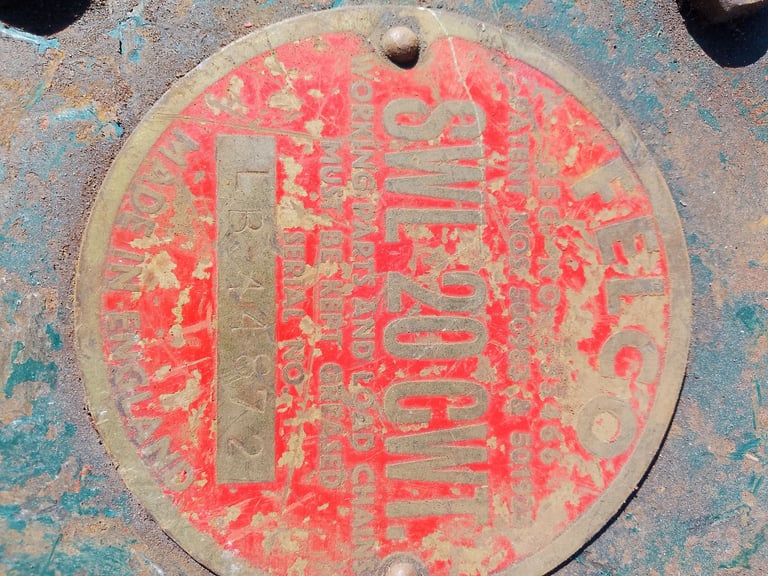 FELCO
PATENT NOS
SWL 20 CWT.
WORKING PARTS AND LOAD CHAINS
MUST BE KEPT GREASED
SERIAL NO.
LB 44872
MADE IN ENGLAND